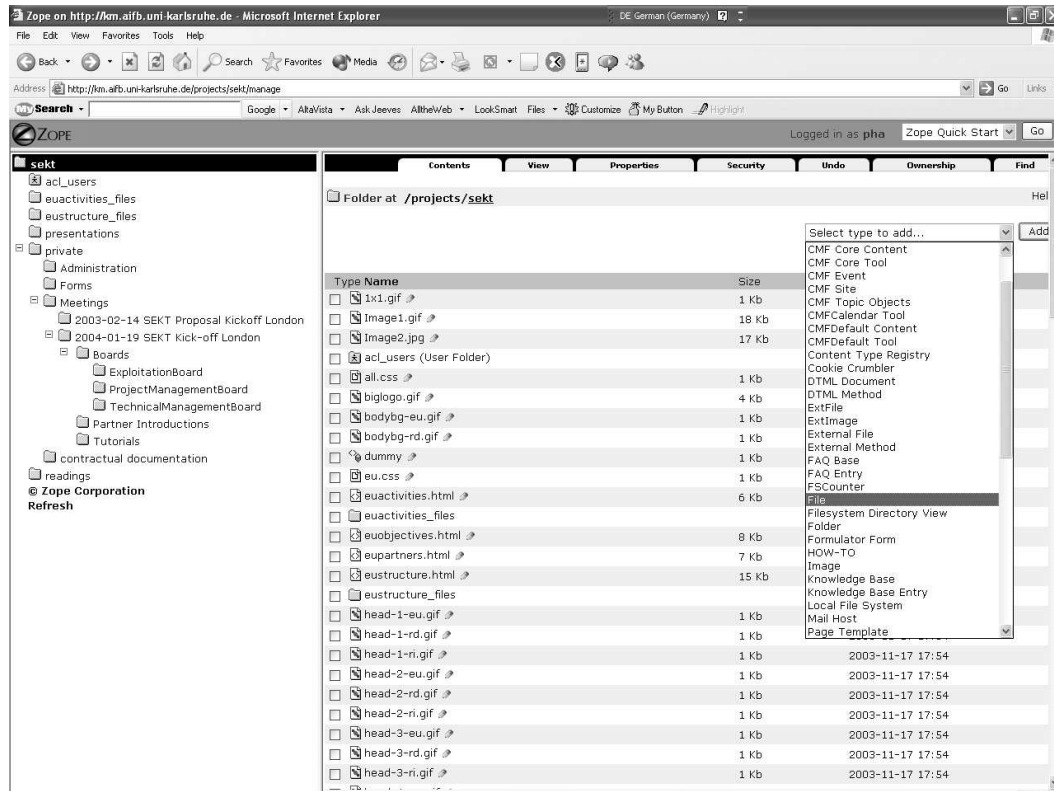 Zope on http://km.aifb.uni-karlsruhe.de - Microsoft Internet Explorer
DE German (Germany)
File Edit View Favorites Tools Help
Back Search Favorites Media
Address http://km.aifb.uni-karlsruhe.de/projects/sekt/manage Go Links
My Search Google AltaVista Ask Jeeves AlltheWeb LookSmart Files Customize My Button Highlight
ZOPE Logged in as pha Zope Quick Start Go
sekt
acl_users
euactivities_files
eustructure_files
presentations
private
Administration
Forms
Meetings
2003-02-14 SEKT Proposal Kickoff London
2004-01-19 SEKT Kick-off London
Boards
ExploitationBoard
ProjectManagementBoard
TechnicalManagementBoard
Partner Introductions
Tutorials
contractual documentation
readings
© Zope Corporation
Refresh
Contents View Properties Security Undo Ownership Find
Folder at /projects/sekt Hel
Select type to add... Add
CMF Core Content
CMF Core Tool
CMF Event
CMF Site
CMF Topic Objects
CMFCalendar Tool
CMFDefault Content
CMFDefault Tool
Content Type Registry
Cookie Crumbler
DTML Document
DTML Method
ExtFile
ExtImage
External File
External Method
FAQ Base
FAQ Entry
FSCounter
File
Filesystem Directory View
Folder
Formulator Form
HOW-TO
Image
Knowledge Base
Knowledge Base Entry
Local File System
Mail Host
Page Template
Type Name Size
1x1.gif 1 Kb
Image1.gif 18 Kb
Image2.jpg 17 Kb
acl_users (User Folder)
all.css 1 Kb
biglogo.gif 4 Kb
bodybg-eu.gif 1 Kb
bodybg-rd.gif 1 Kb
dummy 1 Kb
eu.css 1 Kb
euactivities.html 6 Kb
euactivities_files
euobjectives.html 8 Kb
eupartners.html 7 Kb
eustructure.html 15 Kb
eustructure_files
head-1-eu.gif 1 Kb
head-1-rd.gif 1 Kb
head-1-ri.gif 1 Kb 2003-11-17 17:54
head-2-eu.gif 1 Kb 2003-11-17 17:54
head-2-rd.gif 1 Kb 2003-11-17 17:54
head-2-ri.gif 1 Kb 2003-11-17 17:54
head-3-eu.gif 1 Kb 2003-11-17 17:54
head-3-rd.gif 1 Kb 2003-11-17 17:54
head-3-ri.gif 1 Kb 2003-11-17 17:54